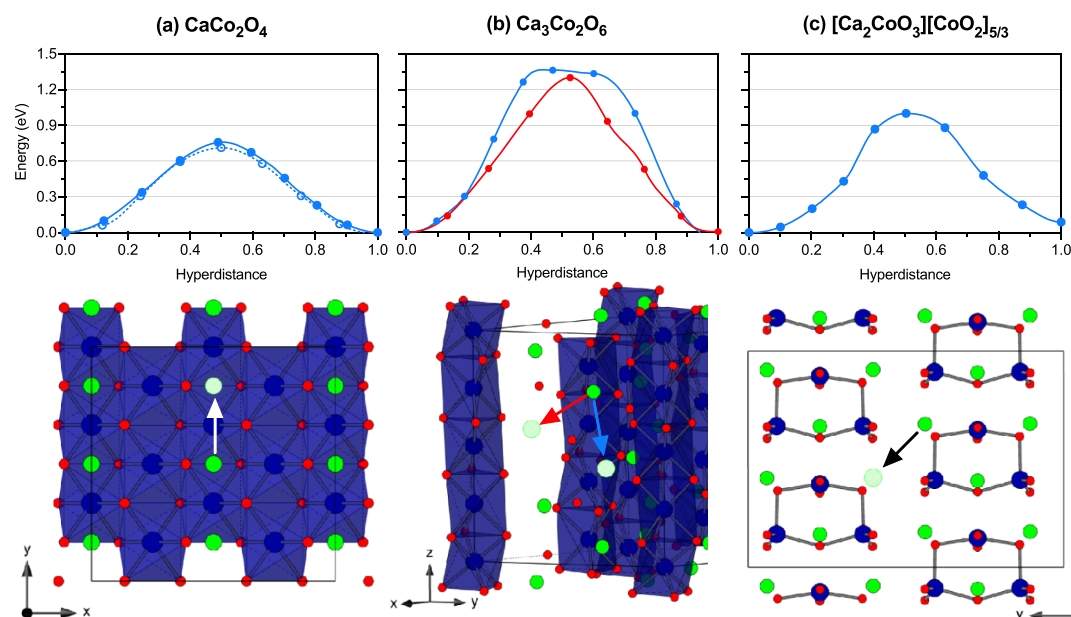 (a) CaCo2O4
(b) Ca3Co2O6
(c) [Ca2CoO3][CoO2]5/3
Energy (eV)
1.5
1.2
0.9
0.6
0.3
0.0
0.0 0.2 0.4 0.6 0.8 1.0
Hyperdistance
0.0 0.2 0.4 0.6 0.8 1.0
Hyperdistance
0.0 0.2 0.4 0.6 0.8 1.0
Hyperdistance
y
x
z
x
y